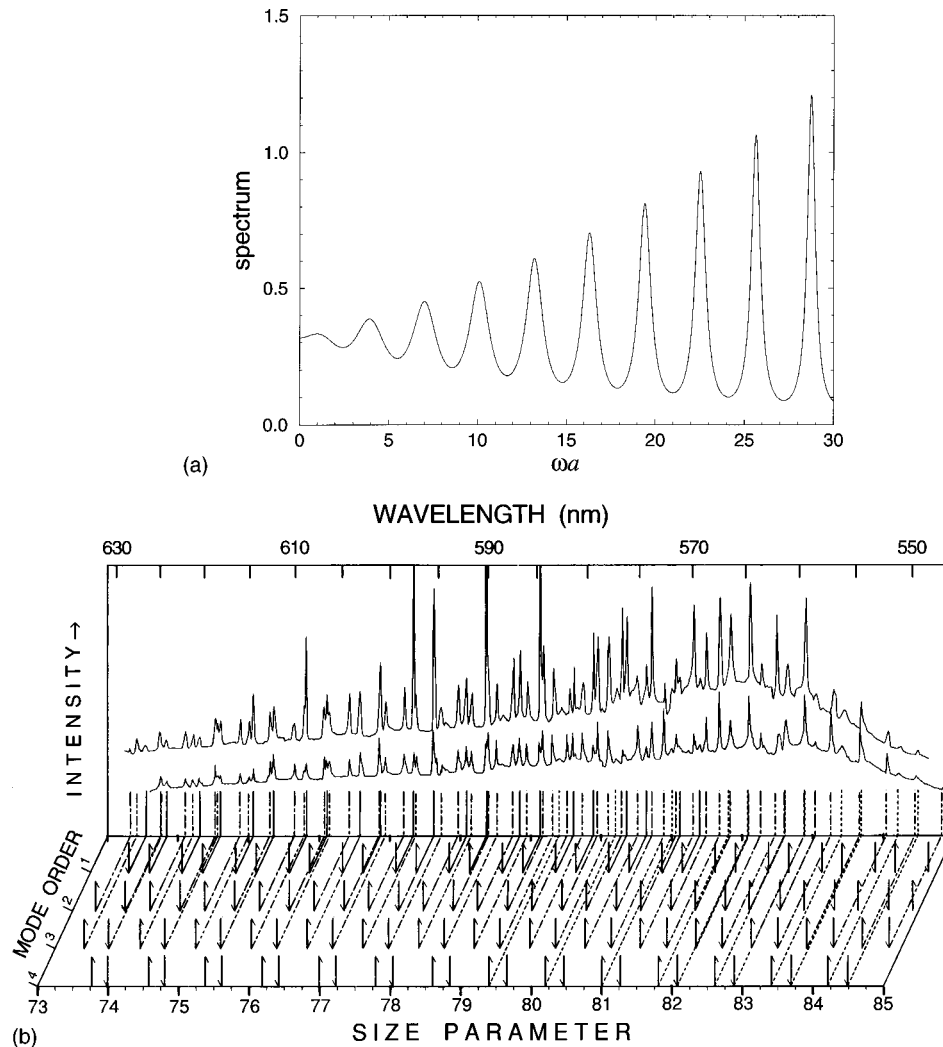 1.5
1.0
0.5
0.0
spectrum
0 5 10 15 20 25 30
ωa
(a)
WAVELENGTH (nm)
630 610 590 570 550
INTENSITY →
MODE ORDER
1
2
3
4
73 74 75 76 77 78 79 80 81 82 83 84 85
(b)
SIZE PARAMETER